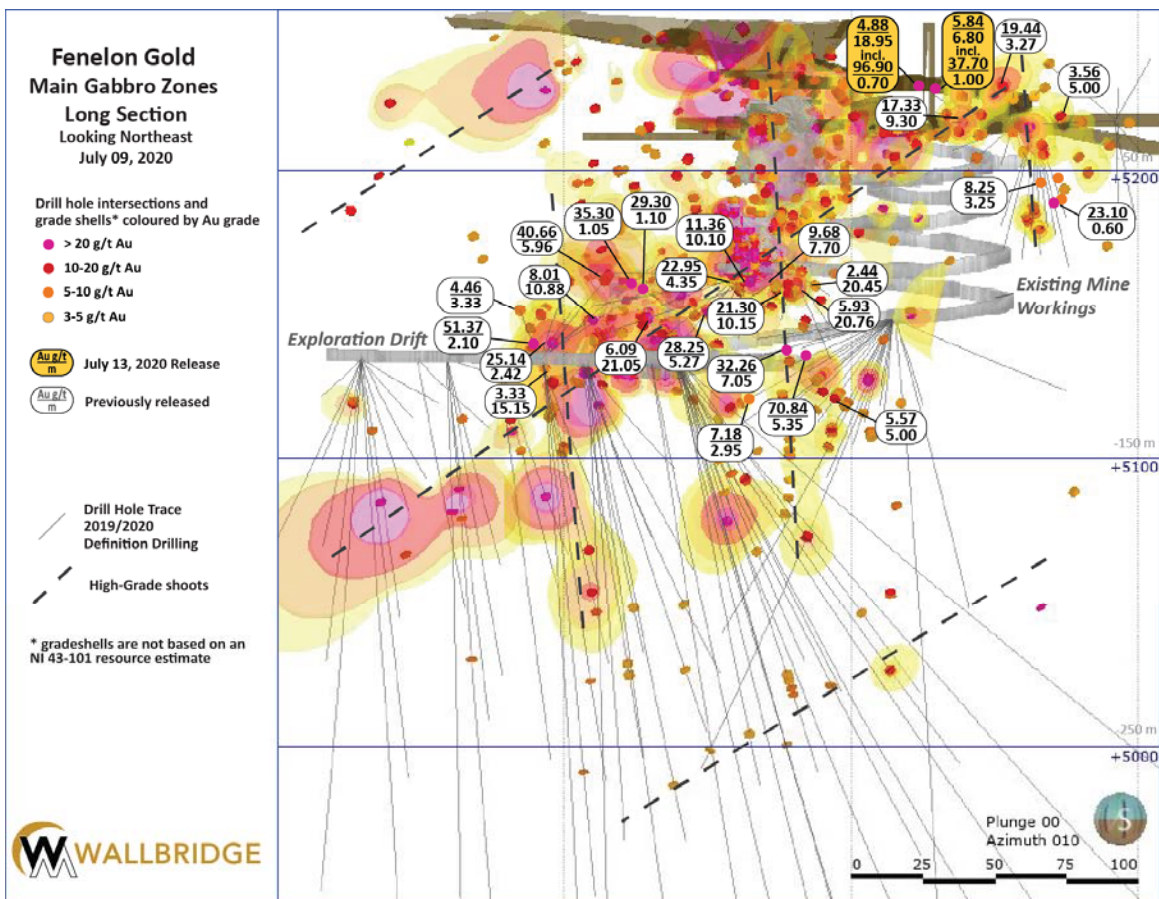 Fenelon Gold
Main Gabbro Zones
Long Section
Looking Northeast
July 09, 2020
Drill hole intersections and
grade shells* coloured by Au grade
> 20 g/t Au
10-20 g/t Au
5-10 g/t Au
3-5 g/t Au
Au g/t
m
July 13, 2020 Release
Au g/t
m
Previously released
Drill Hole Trace
2019/2020
Definition Drilling
High-Grade shoots
* gradeshells are not based on an
NI 43-101 resource estimate
WALLBRIDGE
4.88
18.95
incl.
96.90
0.70
5.84
6.80
incl.
37.70
1.00
19.44
3.27
3.56
5.00
17.33
9.30
-50 m
+5200
8.25
3.25
23.10
0.60
29.30
1.10
35.30
1.05
11.36
10.10
40.66
5.96
9.68
7.70
22.95
4.35
2.44
20.45
8.01
10.88
4.46
3.33
Existing Mine
Workings
21.30
10.15
5.93
20.76
51.37
2.10
Exploration Drift
25.14
2.42
6.09
21.05
28.25
5.27
32.26
7.05
3.33
15.15
70.84
5.35
5.57
5.00
7.18
2.95
-150 m
+5100
-250 m
+5000
Plunge 00
Azimuth 010
S
0 25 50 75 100